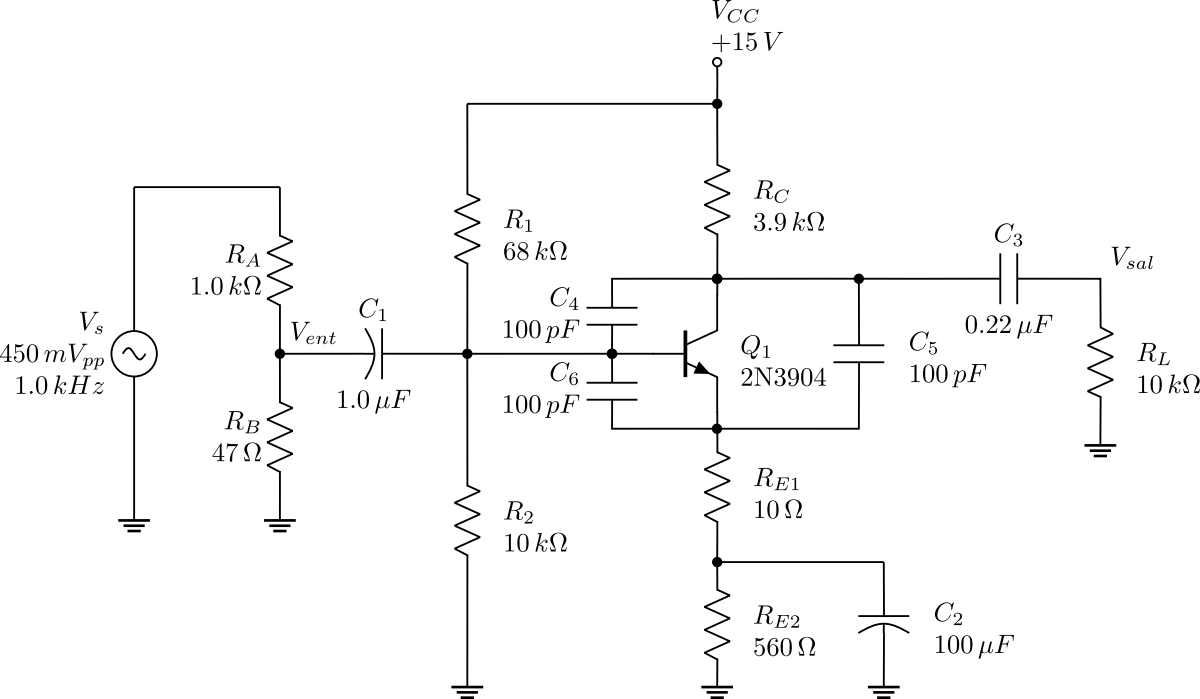 V_CC
+15 V
R_C
3.9 kΩ
R_1
68 kΩ
R_A
1.0 kΩ
C_3
V_sal
0.22 μF
C_4
100 pF
C_1
V_ent
V_s
450 mV_pp
1.0 kHz
1.0 μF
Q_1
2N3904
C_5
100 pF
R_L
10 kΩ
C_6
100 pF
R_B
47 Ω
R_E1
10 Ω
R_2
10 kΩ
R_E2
560 Ω
C_2
100 μF